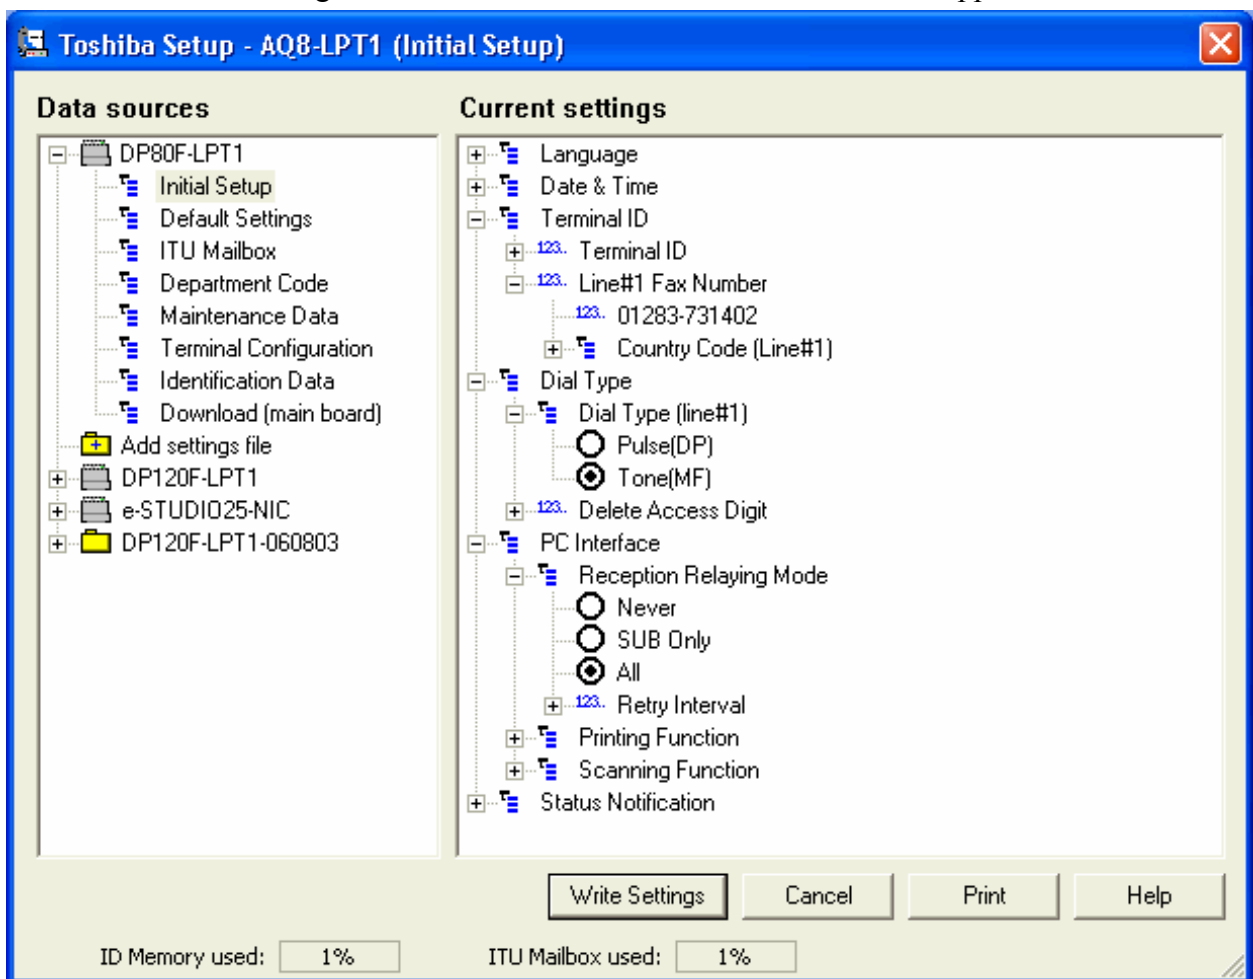 Toshiba Setup - AQ8-LPT1 (Initial Setup)
Data sources
DP80F-LPT1
Initial Setup
Default Settings
ITU Mailbox
Department Code
Maintenance Data
Terminal Configuration
Identification Data
Download (main board)
Add settings file
DP120F-LPT1
e-STUDIO25-NIC
DP120F-LPT1-060803
Current settings
Language
Date & Time
Terminal ID
123.. Terminal ID
123.. Line#1 Fax Number
123.. 01283-731402
Country Code (Line#1)
Dial Type
Dial Type (line#1)
Pulse(DP)
Tone(MF)
123.. Delete Access Digit
PC Interface
Reception Relaying Mode
Never
SUB Only
All
123.. Retry Interval
Printing Function
Scanning Function
Status Notification
Write Settings Cancel Print Help
ID Memory used: 1% ITU Mailbox used: 1%